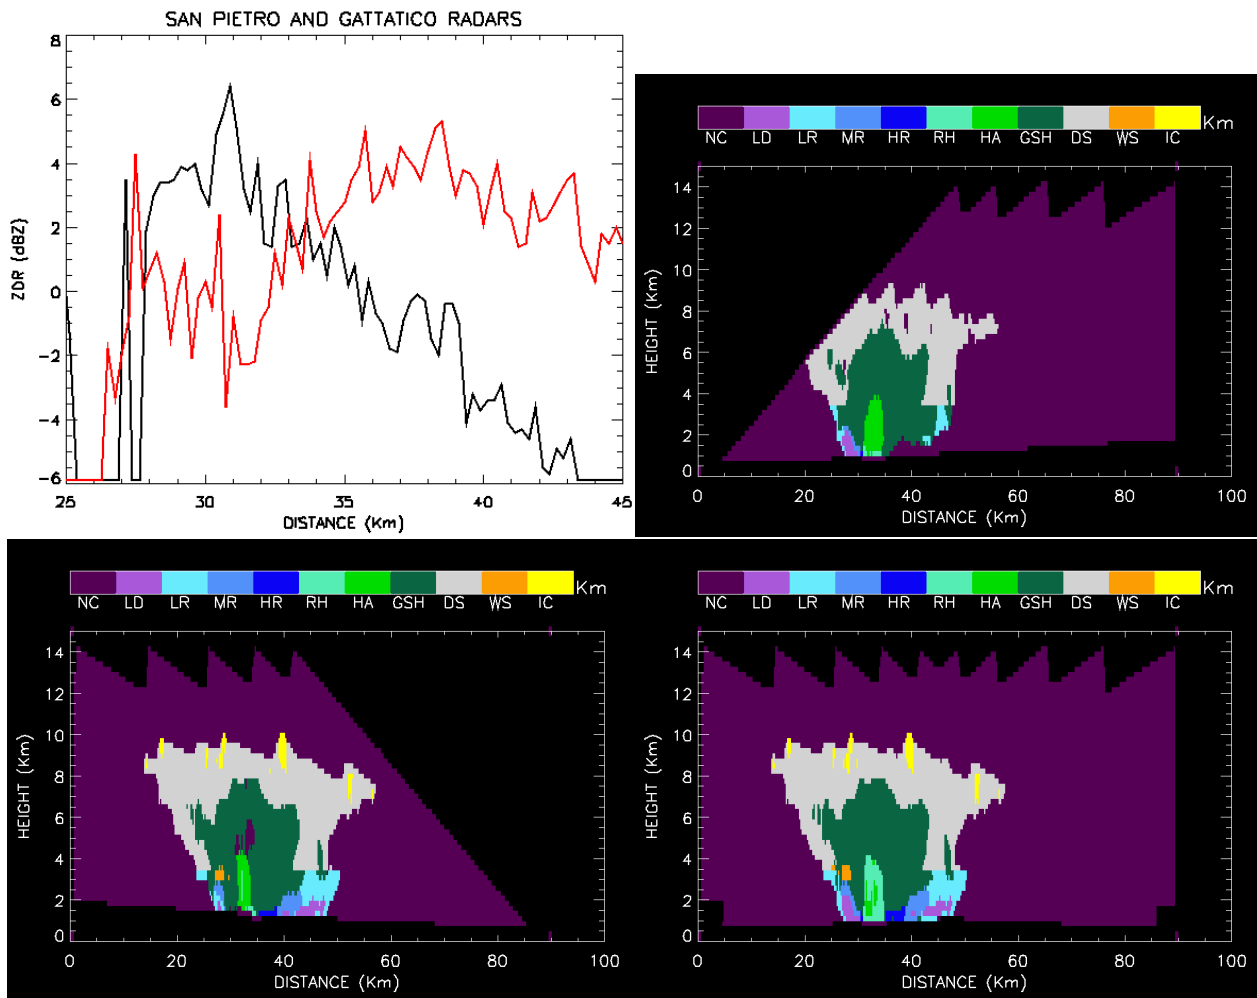 SAN PIETRO AND GATTATICO RADARS
8
6
4
2
0
-2
-4
-6
ZDR (dBZ)
25 30 35 40 45
DISTANCE (Km)
Km
NC LD LR MR HR RH HA GSH DS WS IC
14
12
10
8
6
4
2
0
HEIGHT (Km)
0 20 40 60 80 100
DISTANCE (Km)
Km
NC LD LR MR HR RH HA GSH DS WS IC
14
12
10
8
6
4
2
0
HEIGHT (Km)
0 20 40 60 80 100
DISTANCE (Km)
Km
NC LD LR MR HR RH HA GSH DS WS IC
14
12
10
8
6
4
2
0
HEIGHT (Km)
0 20 40 60 80 100
DISTANCE (Km)